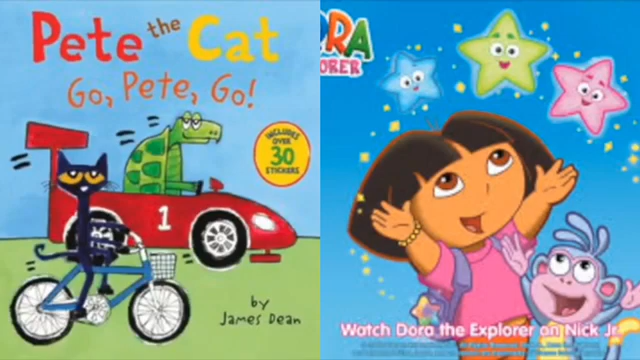 Pete the Cat
Go, Pete, Go!
INCLUDES
OVER
30
STICKERS
1
by
James Dean
RA
ORER
Watch Dora the Explorer on Nick Jr.